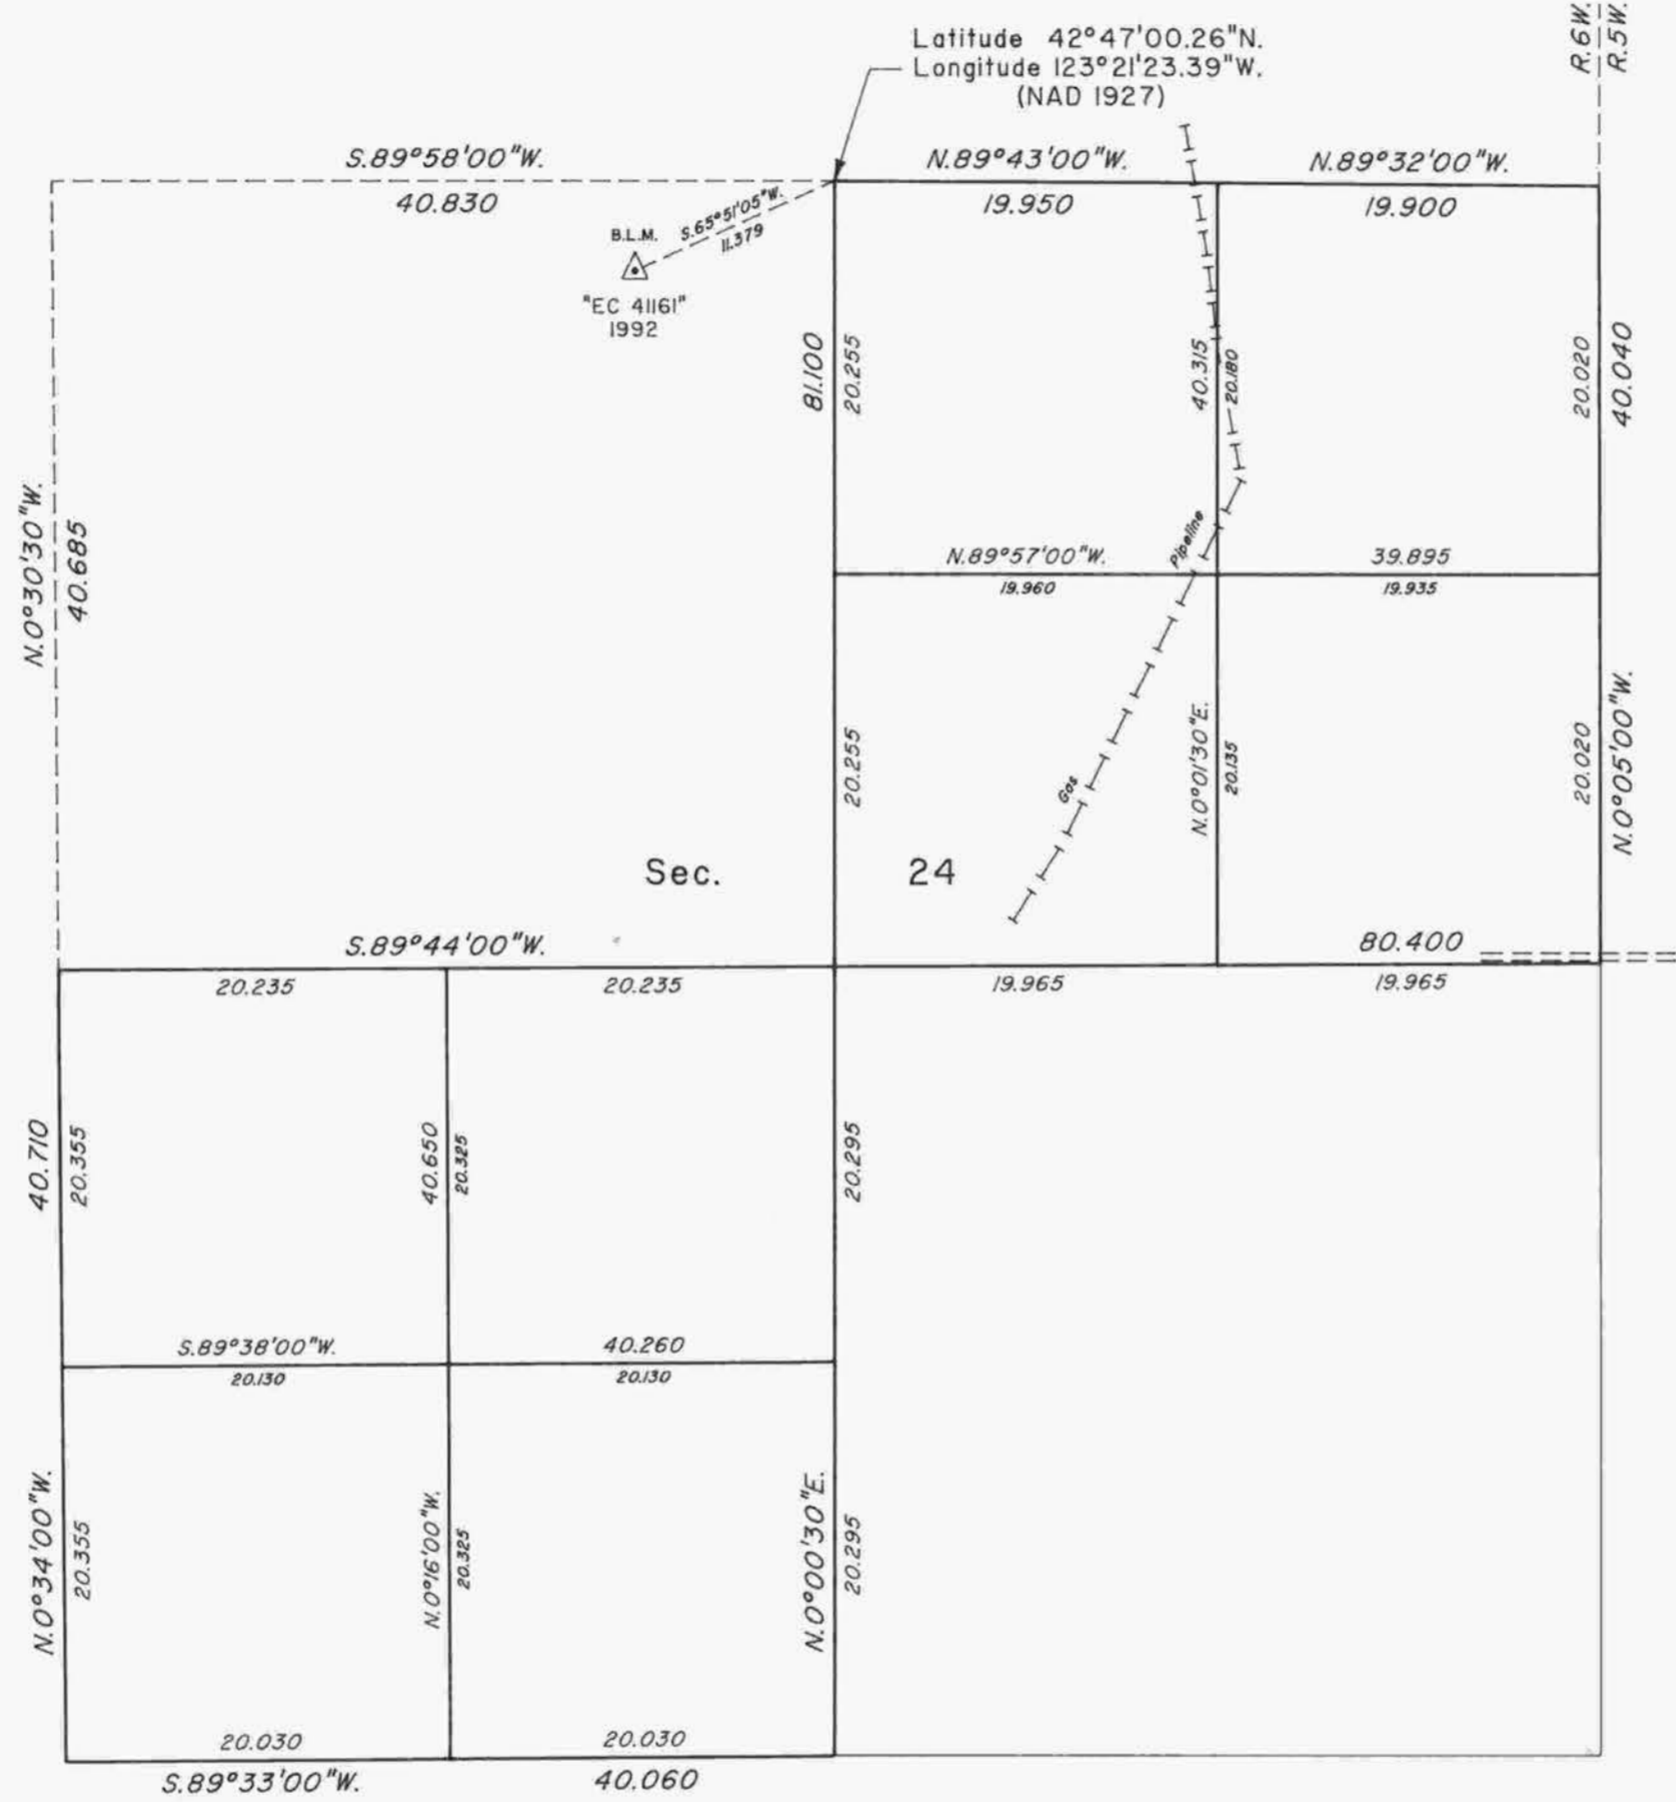 R.6W.
R.5W.
Latitude 42°47'00.26"N.
Longitude 123°21'23.39"W.
(NAD 1927)
S.89°58'00"W.
40.830
N.89°43'00"W.
19.950
N.89°32'00"W.
19.900
S.65°51'05"W.
11.379
B.L.M.
"EC 41161"
1992
81.100
20.255
40.315
20.180
20.020
40.040
N.0°30'30"W.
40.685
Pipeline
N.89°57'00"W.
19.960
39.895
19.935
20.255
Gas
N.0°01'30"E.
20.135
20.020
N.0°05'00"W.
Sec. 24
S.89°44'00"W.
80.400
20.235
20.235
19.965
19.965
40.710
20.355
40.650
20.325
20.295
S.89°38'00"W.
40.260
20.130
20.130
N.0°34'00"W.
20.355
N.0°16'00"W.
20.325
N.0°00'30"E.
20.295
20.030
20.030
S.89°33'00"W.
40.060